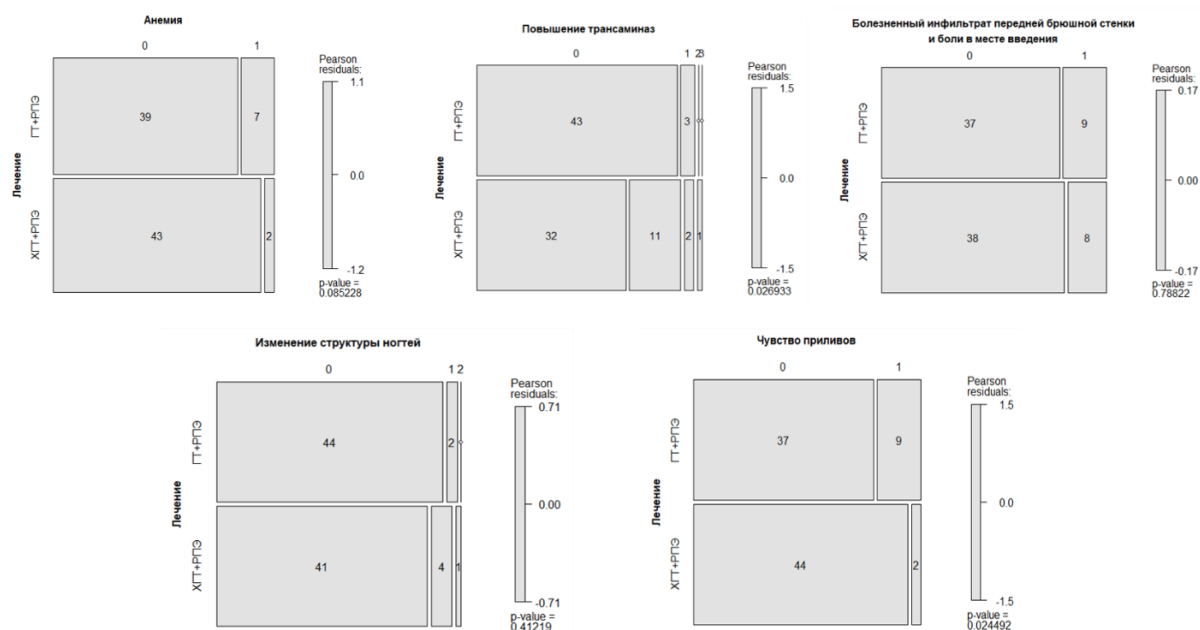 Анемия
0 1
Лечение
ГТ+РПЭ
39 7
ХГТ+РПЭ
43 2
Pearson
residuals:
1.1
0.0
-1.2
p-value =
0.085228
Повышение трансаминаз
0 1 2 3
Лечение
ГТ+РПЭ
43 3
ХГТ+РПЭ
32 11 2 1
Pearson
residuals:
1.5
0.0
-1.5
p-value =
0.026933
Болезненный инфильтрат передней брюшной стенки
и боли в месте введения
0 1
Лечение
ГТ+РПЭ
37 9
ХГТ+РПЭ
38 8
Pearson
residuals:
0.17
0.00
-0.17
p-value =
0.78822
Изменение структуры ногтей
0 1 2
Лечение
ГТ+РПЭ
44 2
ХГТ+РПЭ
41 4 1
Pearson
residuals:
0.71
0.00
-0.71
p-value =
0.41219
Чувство приливов
0 1
Лечение
ГТ+РПЭ
37 9
ХГТ+РПЭ
44 2
Pearson
residuals:
1.5
0.0
-1.5
p-value =
0.024492